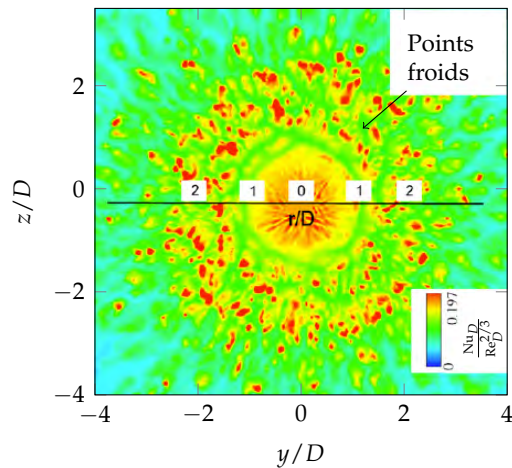 Points
froids
2
0
−2
−4
z/D
2 1 0 1 2
r/D
0 0.197
Nu_D
Re_D^{2/3}
−4 −2 0 2 4
y/D